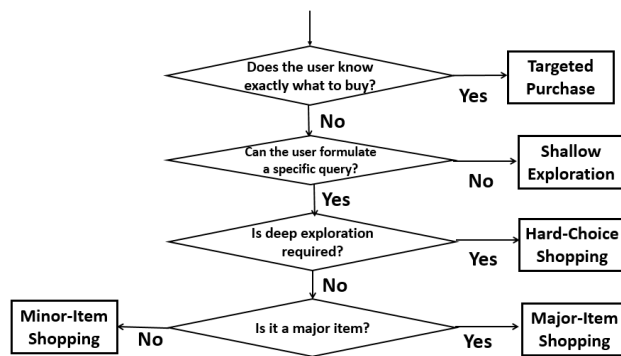 Does the user know
exactly what to buy?
Yes
Targeted
Purchase
No
Can the user formulate
a specific query?
No
Shallow
Exploration
Yes
Is deep exploration
required?
Yes
Hard-Choice
Shopping
No
Minor-Item
Shopping
No
Is it a major item?
Yes
Major-Item
Shopping